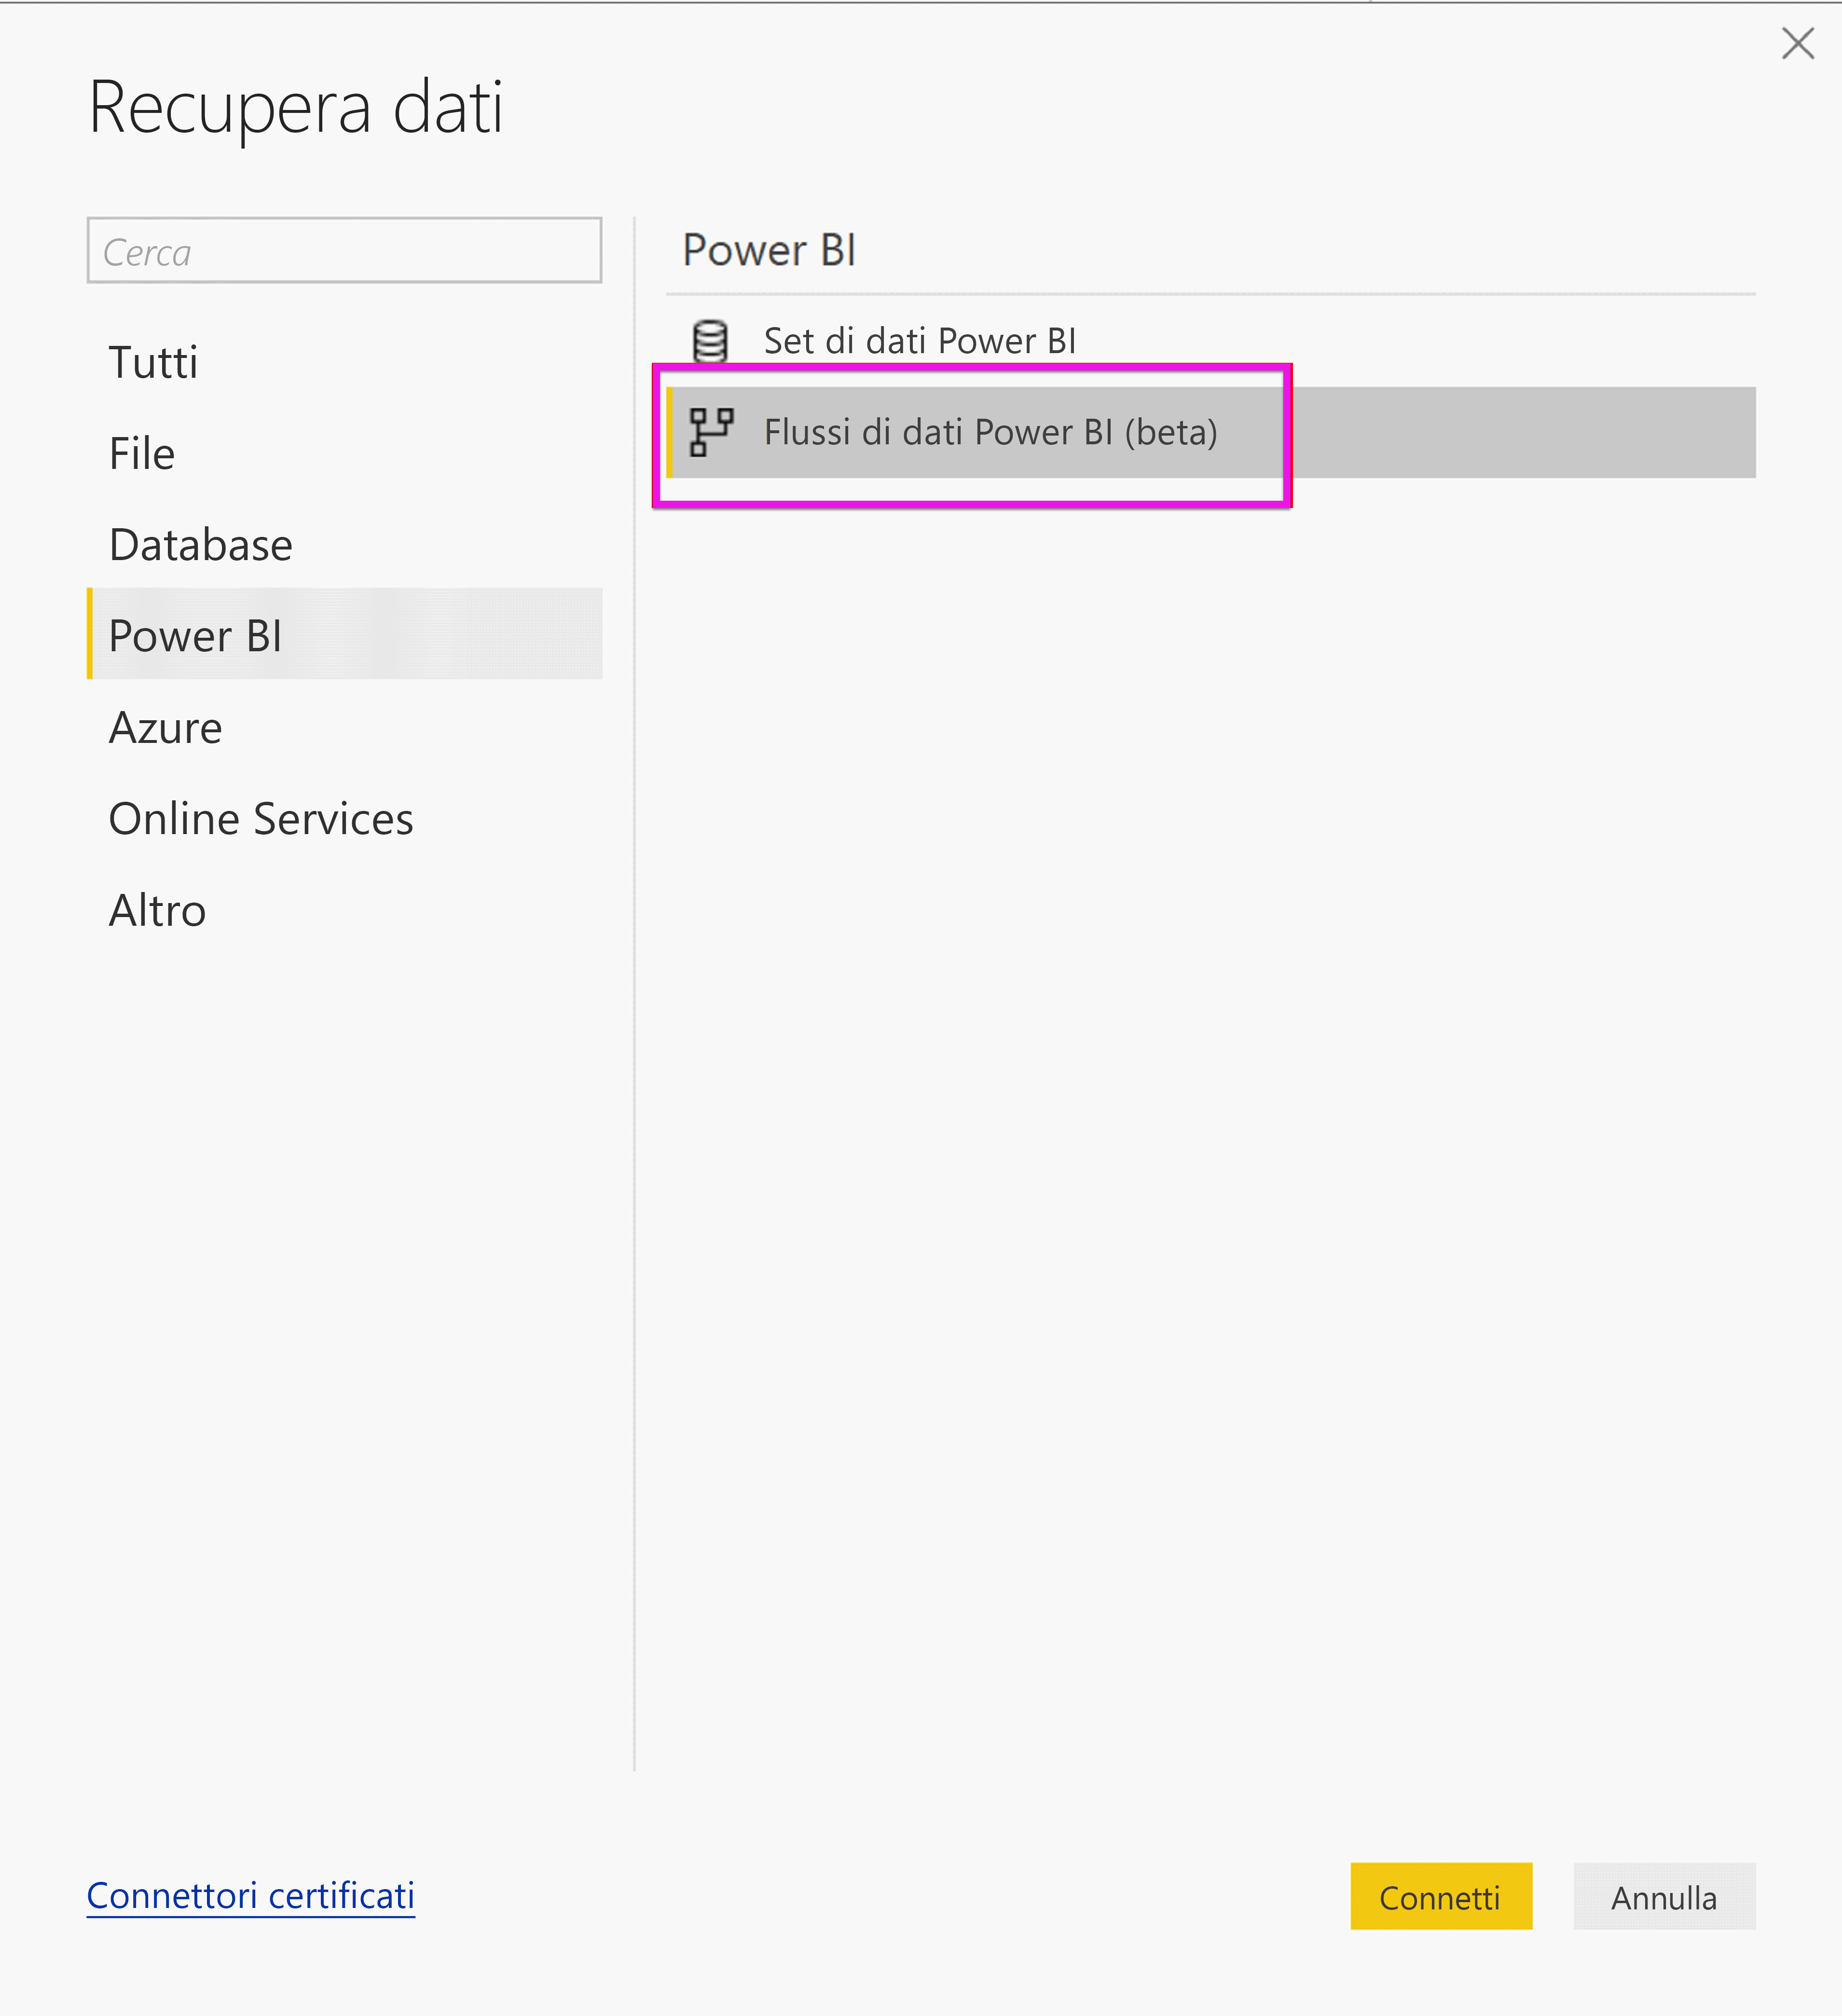 Recupera dati
Cerca
Tutti
File
Database
Power BI
Azure
Online Services
Altro
Power BI
Set di dati Power BI
Flussi di dati Power BI (beta)
Connettori certificati
Connetti
Annulla